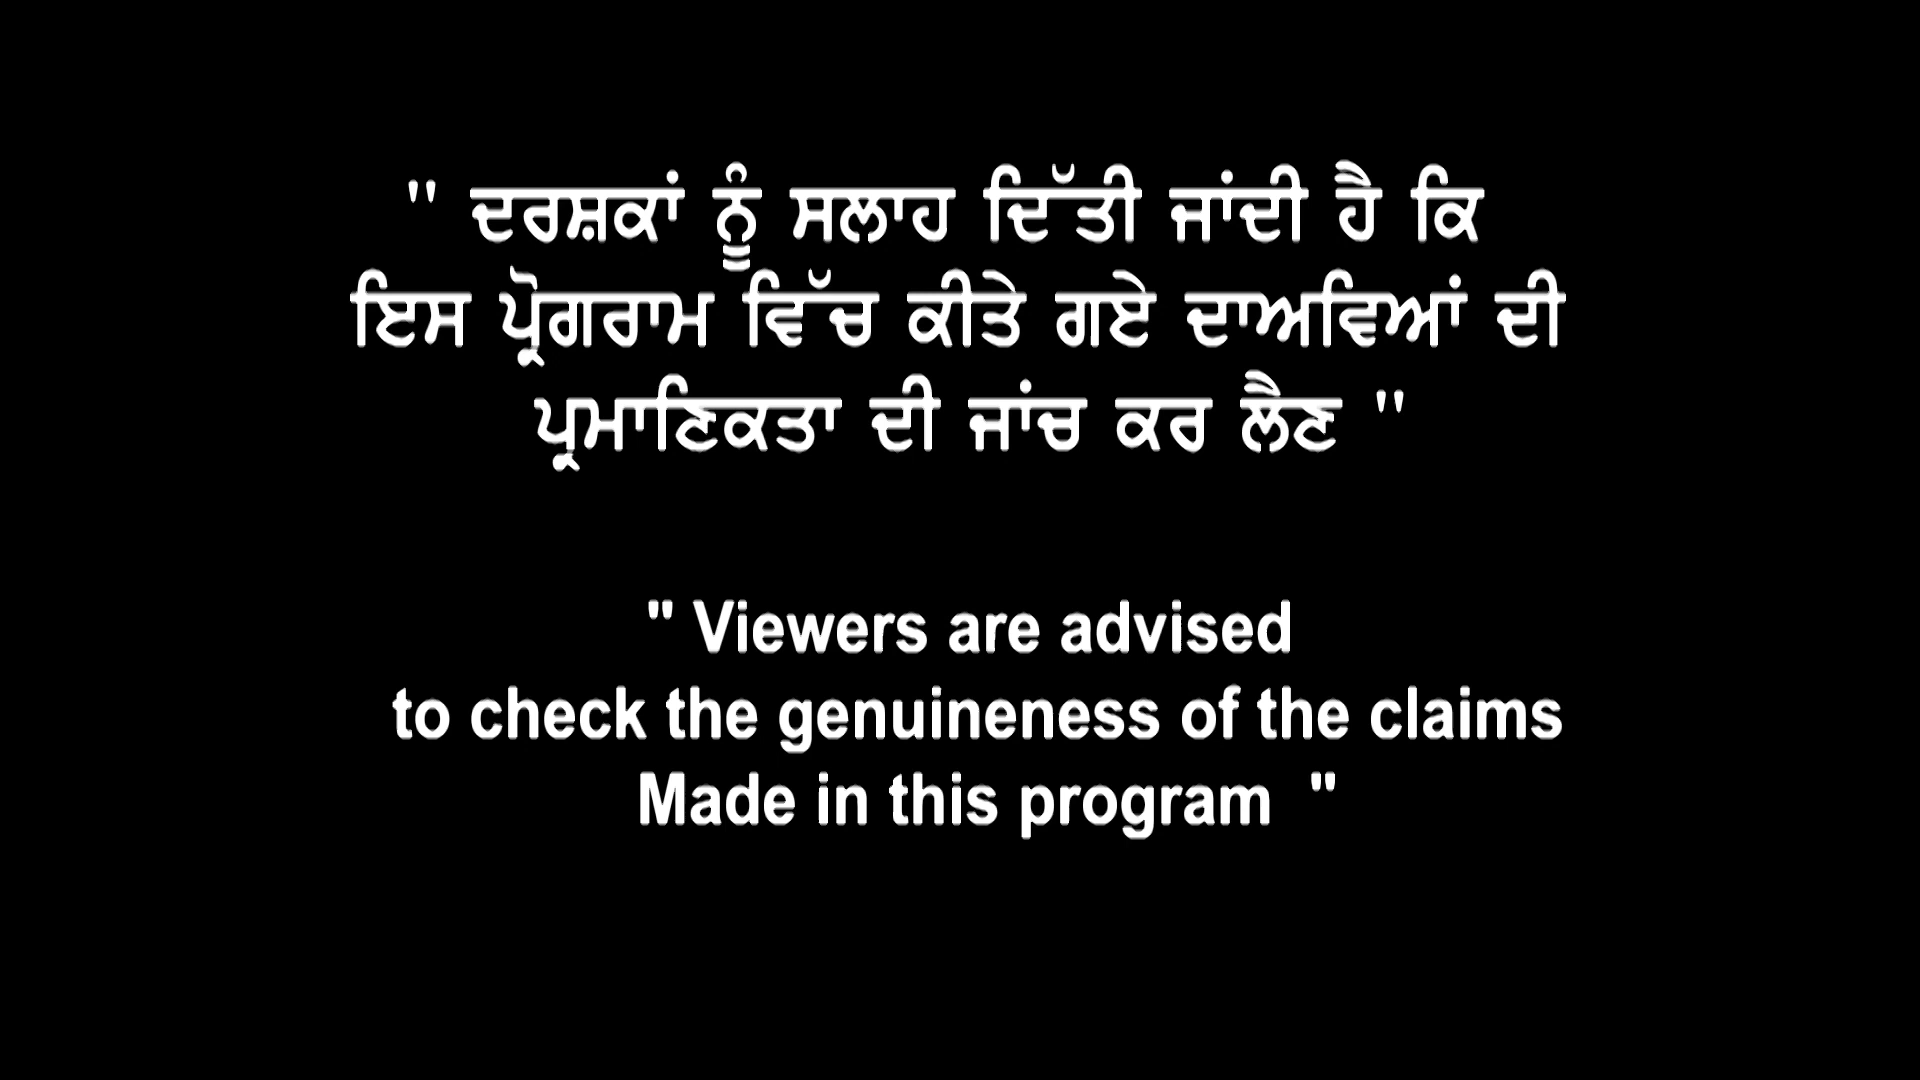 " ਦਰਸ਼ਕਾਂ ਨੂੰ ਸਲਾਹ ਦਿੱਤੀ ਜਾਂਦੀ ਹੈ ਕਿ
ਇਸ ਪ੍ਰੋਗਰਾਮ ਵਿੱਚ ਕੀਤੇ ਗਏ ਦਾਅਵਿਆਂ ਦੀ
ਪ੍ਰਮਾਣਿਕਤਾ ਦੀ ਜਾਂਚ ਕਰ ਲੈਣ "
" Viewers are advised
to check the genuineness of the claims
Made in this program "